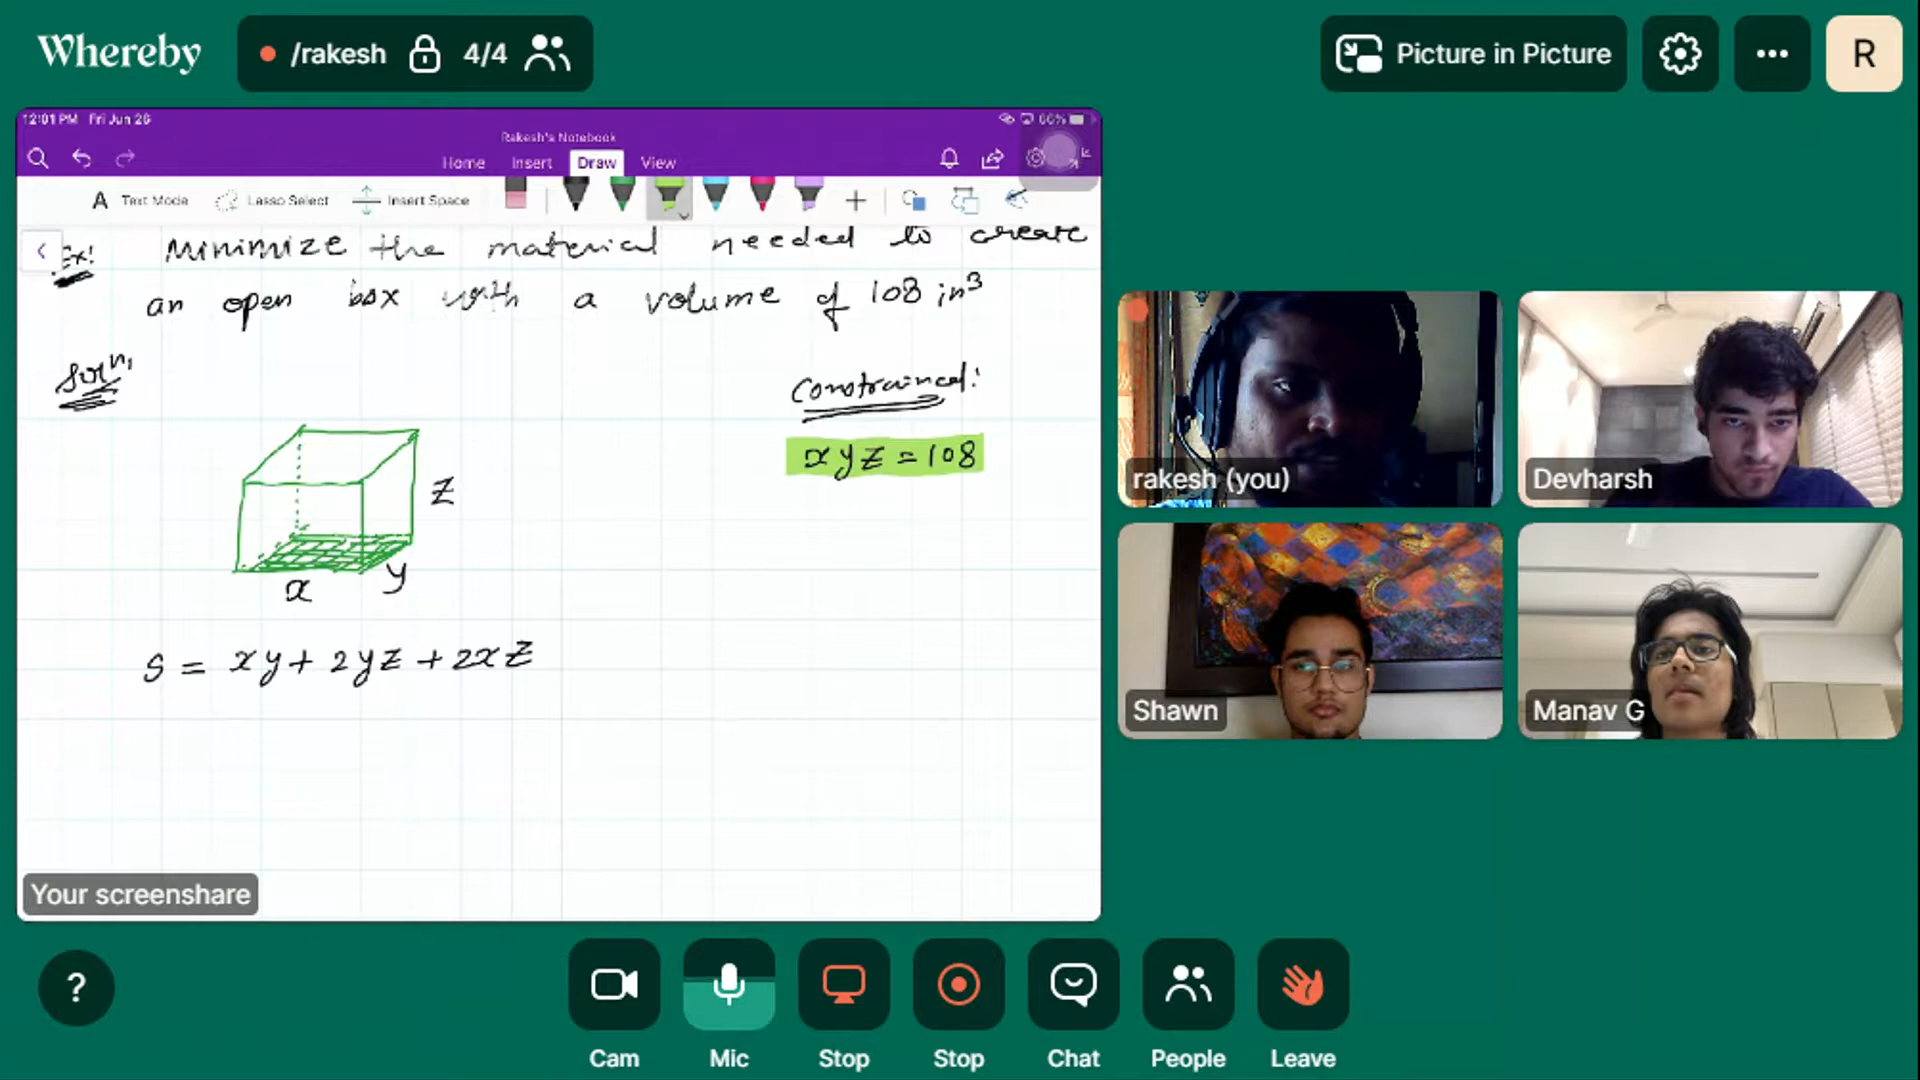 Whereby
/rakesh 4/4
Picture in Picture
R
12:01 PM Fri Jun 26
66%
Rakesh's Notebook
Home Insert Draw View
A Text Mode Lasso Select Insert Space
Ex: Minimize the material needed to create
an open box with a volume of 108 in³
Solⁿ,
Constrained:
xyz = 108
z
x y
S = xy + 2yz + 2xz
Your screenshare
rakesh (you)
Devharsh
Shawn
Manav G
?
Cam Mic Stop Stop Chat People Leave